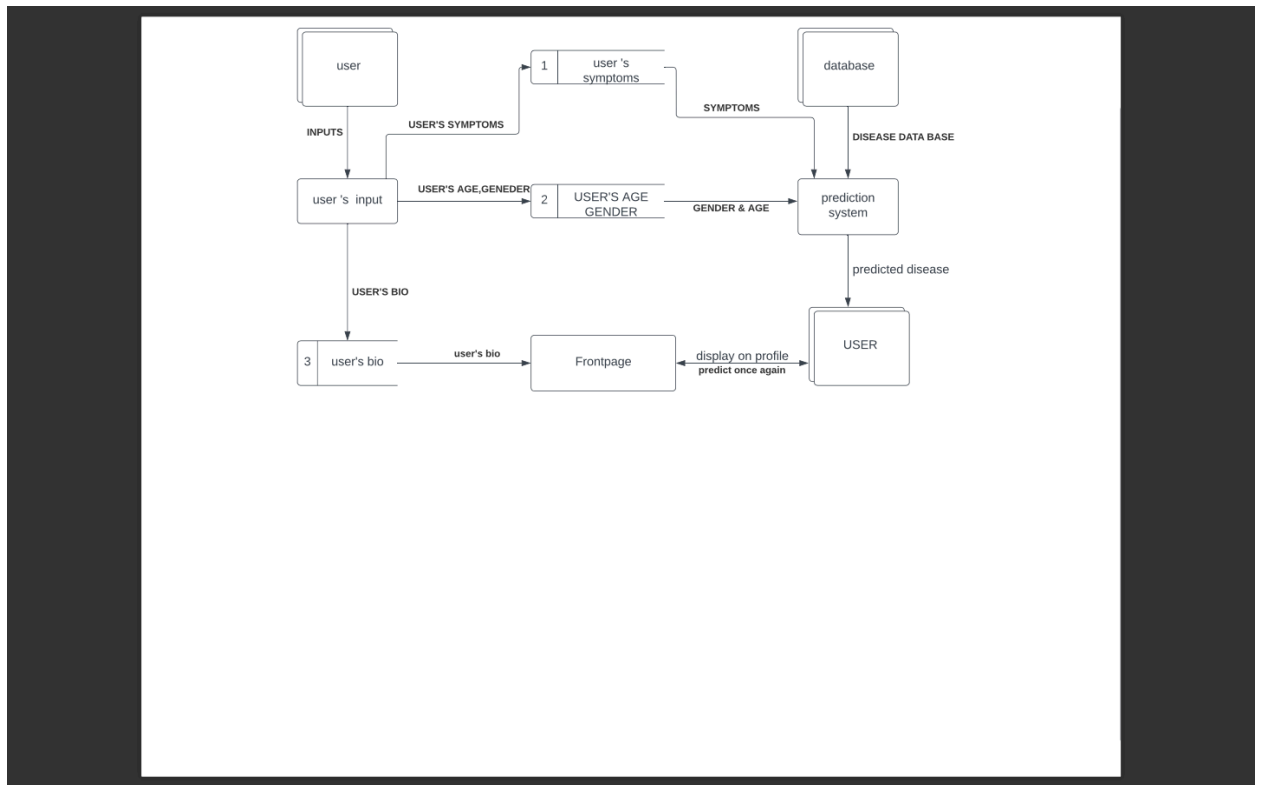 user
1
user 's
symptoms
database
SYMPTOMS
USER'S SYMPTOMS
INPUTS
DISEASE DATA BASE
user 's  input
USER'S AGE,GENEDER
2
USER'S AGE
GENDER
GENDER & AGE
prediction
system
predicted disease
USER'S BIO
3
user's bio
user's bio
Frontpage
display on profile
predict once again
USER